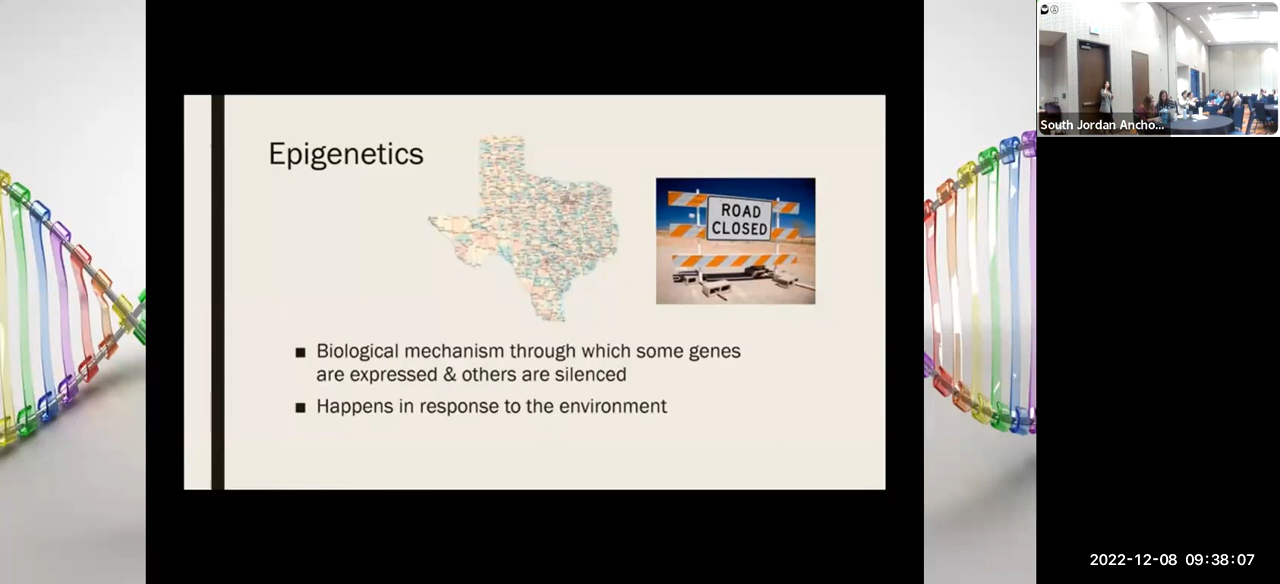 Epigenetics
ROAD
CLOSED
■ Biological mechanism through which some genes
are expressed & others are silenced
■ Happens in response to the environment
South Jordan Ancho...
2022-12-08 09:38:07